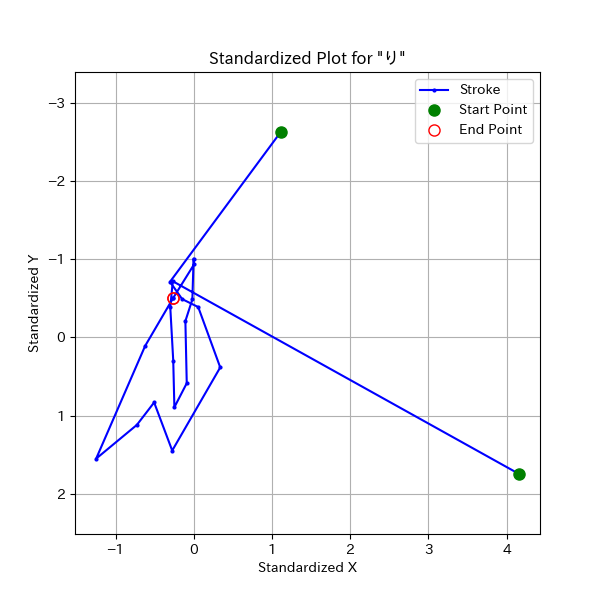 Standardized Plot for "り"
Stroke
Start Point
End Point
−3
−2
−1
0
1
2
Standardized Y
−1
0
1
2
3
4
Standardized X